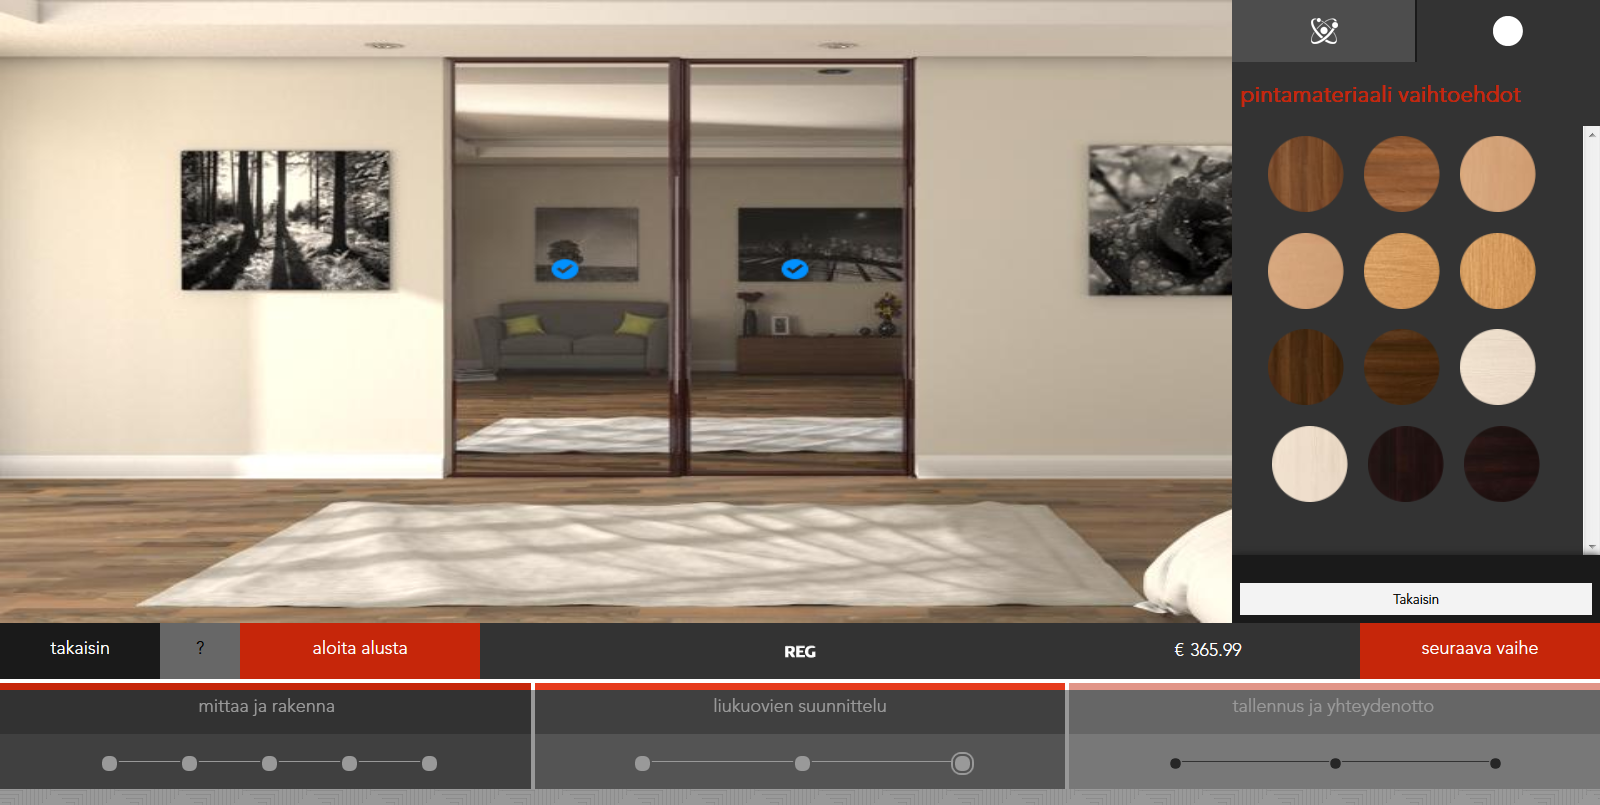 pintamateriaali vaihtoehdot
Takaisin
takaisin
?
aloita alusta
REG
€ 365.99
seuraava vaihe
mittaa ja rakenna
liukuovien suunnittelu
tallennus ja yhteydenotto